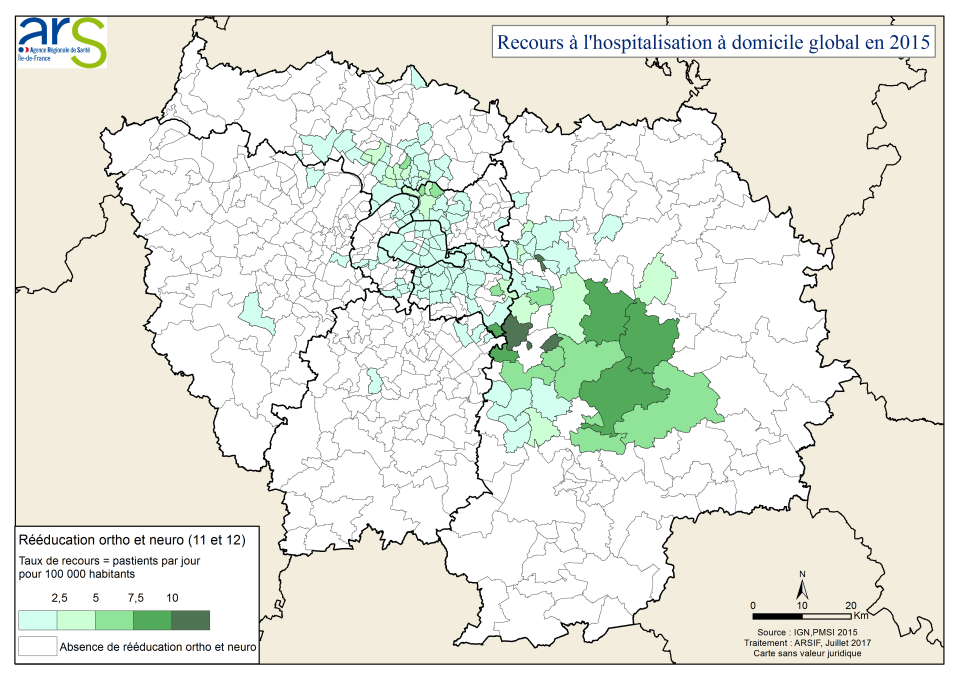 ars
Agence Régionale de Santé
Île-de-France
Recours à l'hospitalisation à domicile global en 2015
Rééducation ortho et neuro (11 et 12)
Taux de recours = pastients par jour
pour 100 000 habitants
2,5 5 7,5 10
Absence de rééducation ortho et neuro
N
0 10 20
Km
Source : IGN,PMSI 2015
Traitement : ARSIF, Juillet 2017
Carte sans valeur juridique